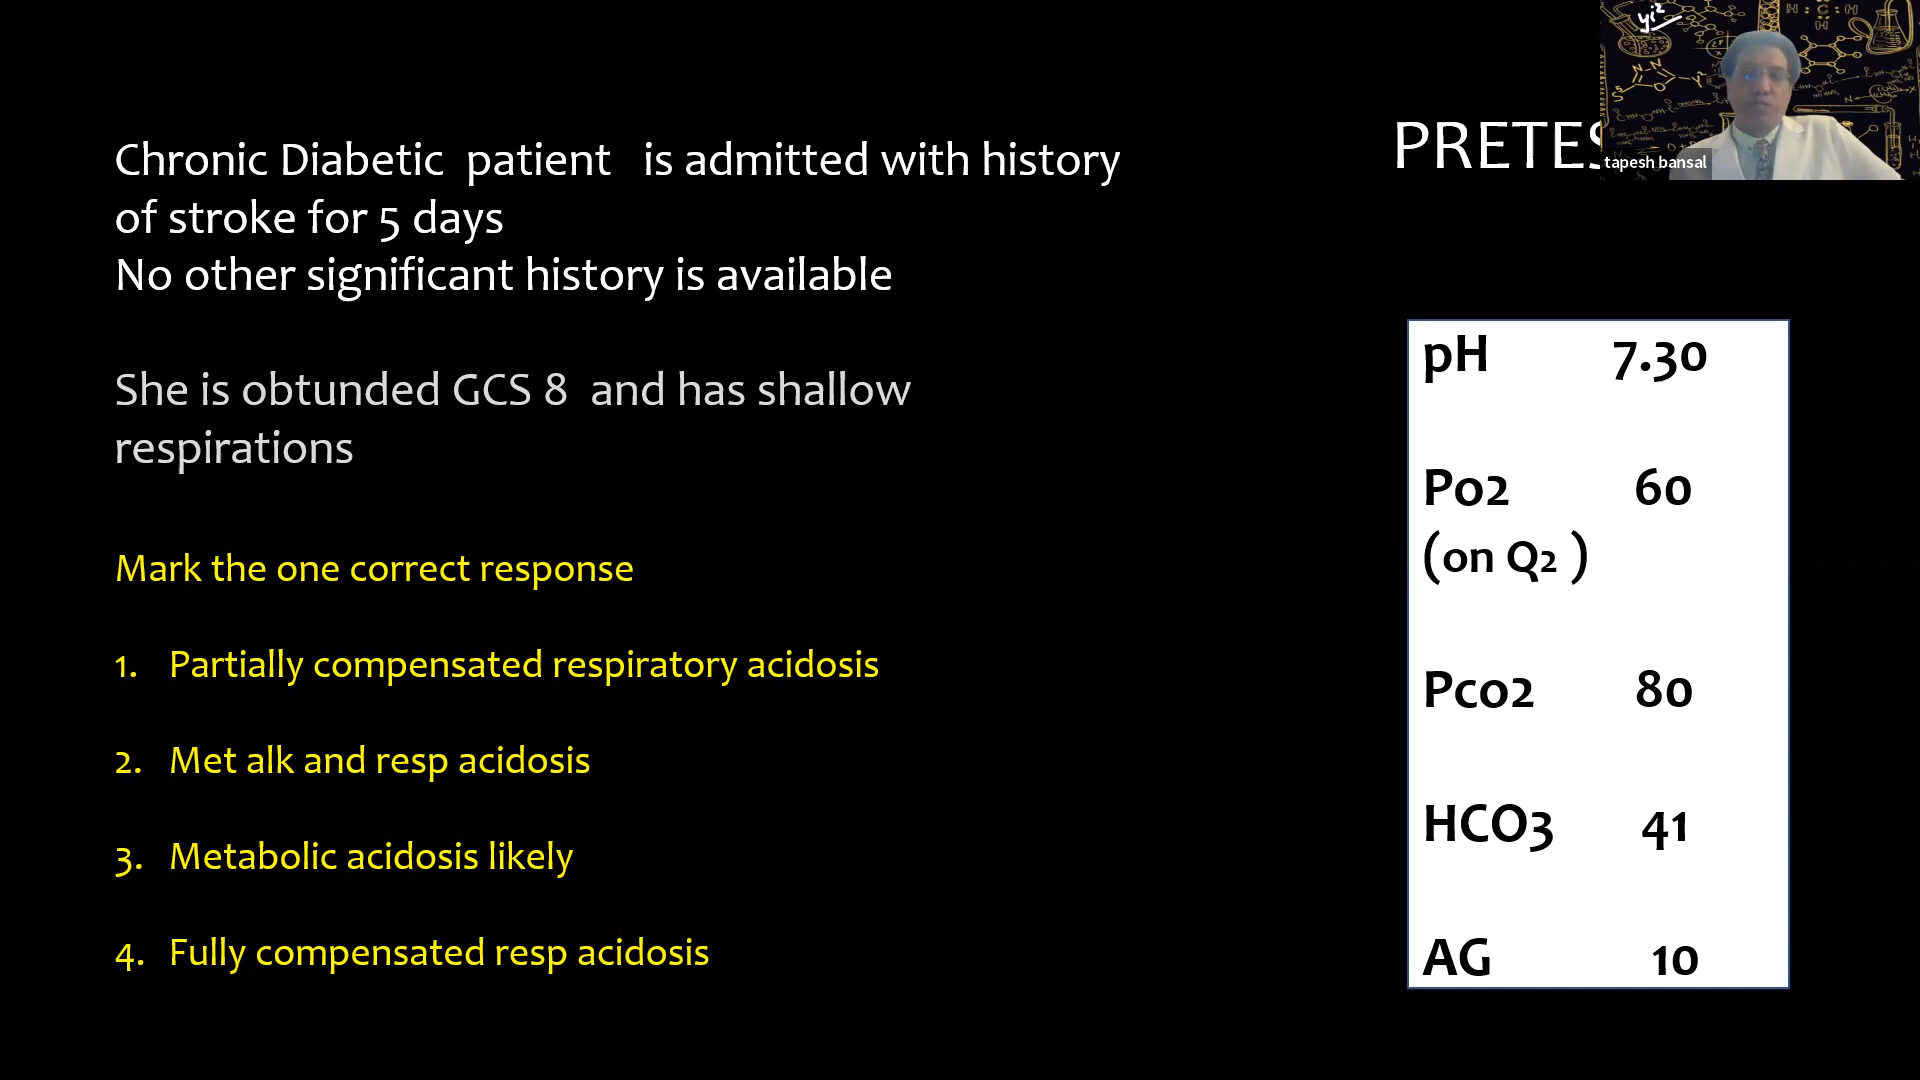 yi²
PRETES
tapesh bansal
Chronic Diabetic patient is admitted with history
of stroke for 5 days
No other significant history is available
She is obtunded GCS 8 and has shallow
respirations
Mark the one correct response
1. Partially compensated respiratory acidosis
2. Met alk and resp acidosis
3. Metabolic acidosis likely
4. Fully compensated resp acidosis
pH 7.30
Po2 60
(on Q2 )
Pco2 80
HCO3 41
AG 10